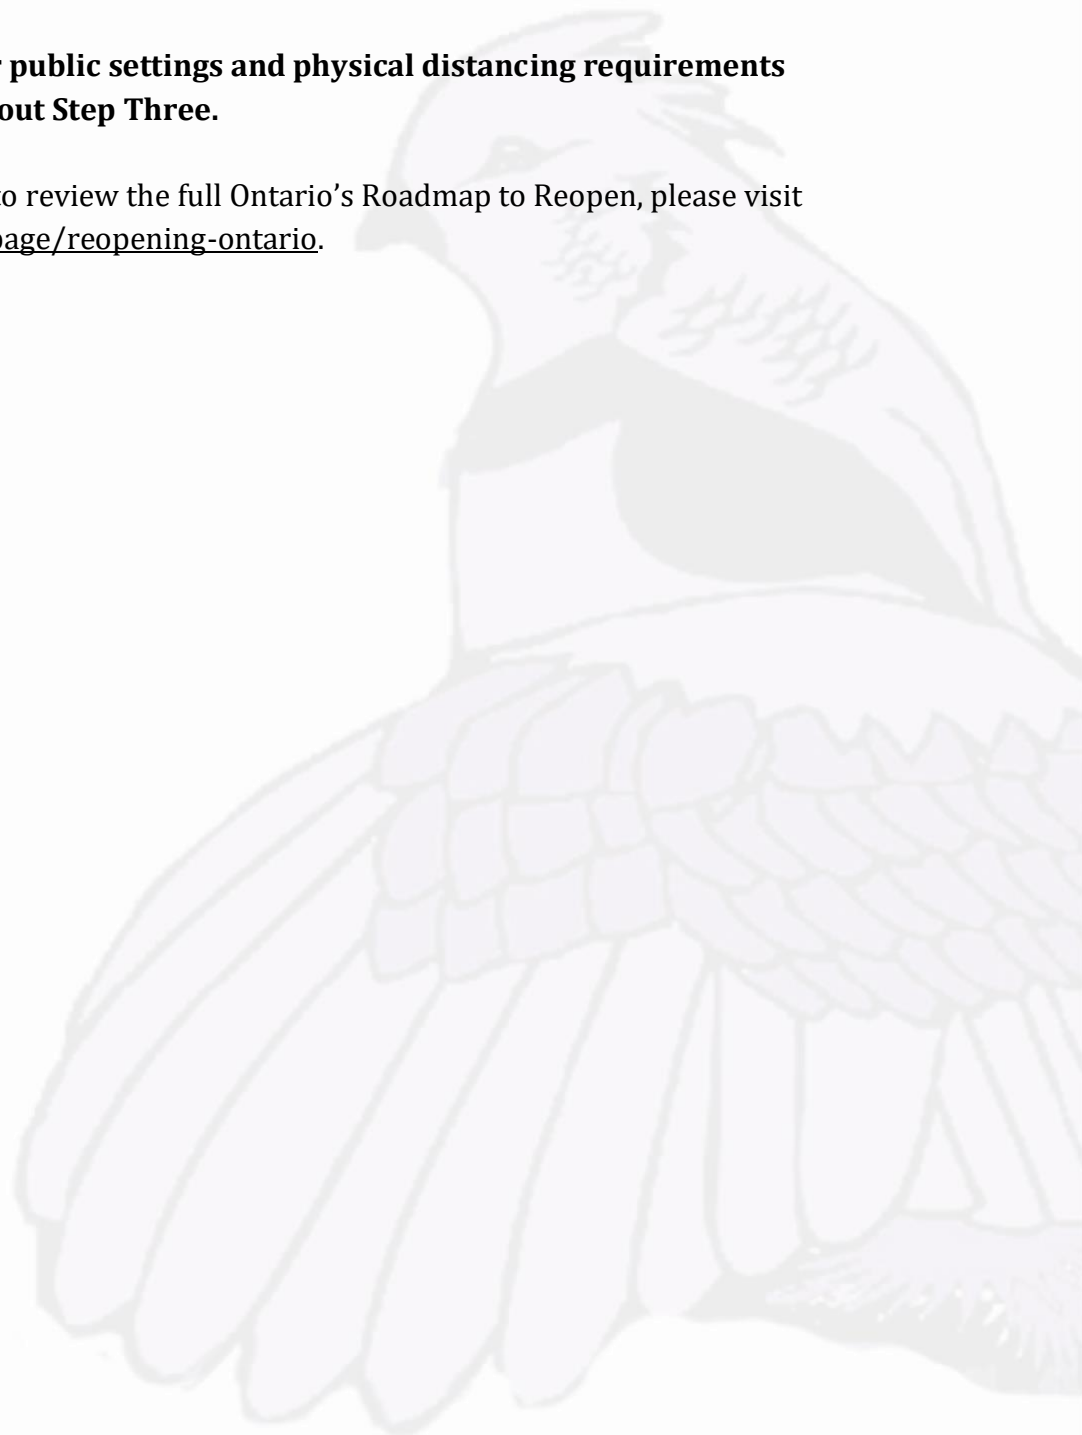 public settings and physical distancing requirements
out Step Three.
to review the full Ontario’s Roadmap to Reopen, please visit
page/reopening-ontario.